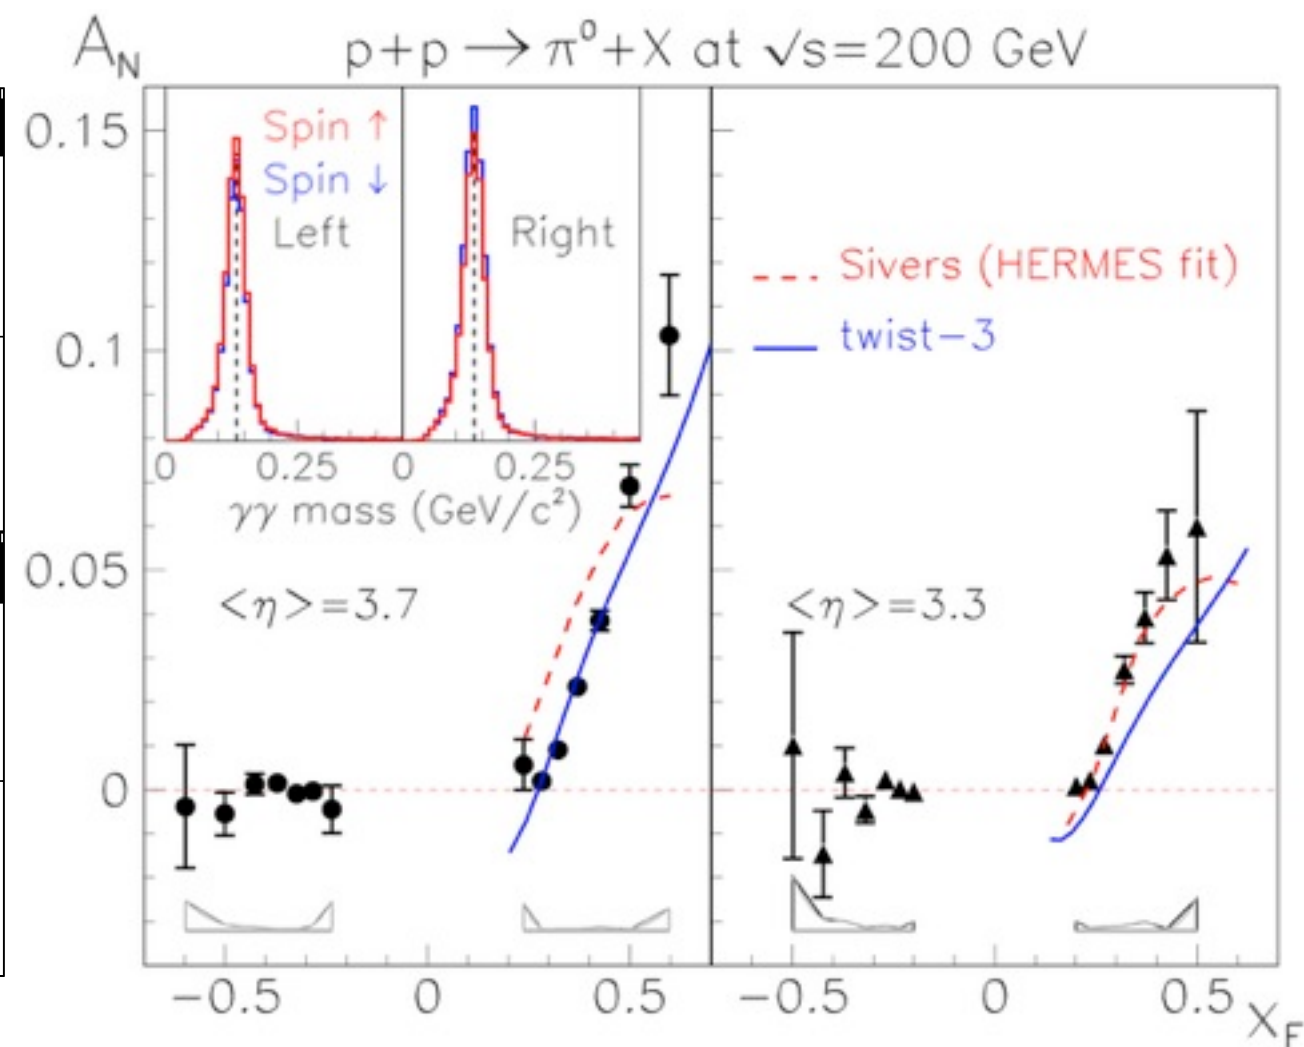 A_N p+p → π⁰+X at √s=200 GeV
0.15
0.1
0.05
0
Spin ↑
Spin ↓
Left
Right
0 0.25 0 0.25
γγ mass (GeV/c²)
<η>=3.7
Sivers (HERMES fit)
twist-3
<η>=3.3
-0.5 0 0.5 -0.5 0 0.5 X_F